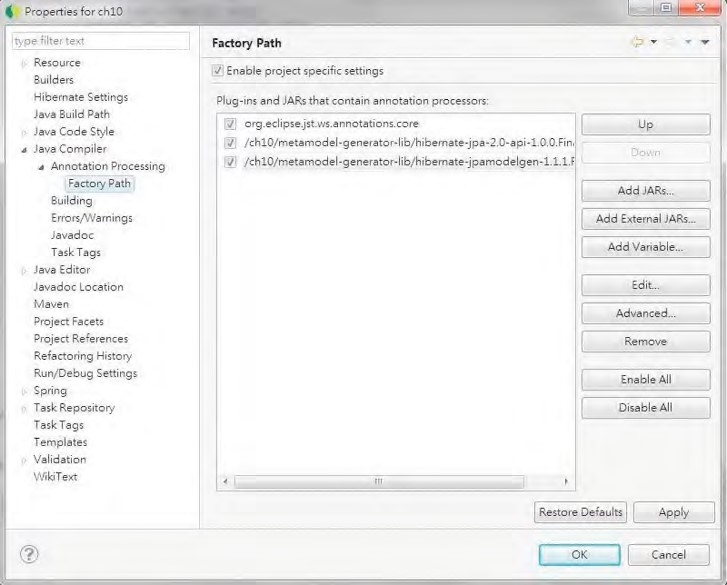 Properties for ch10
type filter text
Resource
Builders
Hibernate Settings
Java Build Path
Java Code Style
Java Compiler
Annotation Processing
Factory Path
Building
Errors/Warnings
Javadoc
Task Tags
Java Editor
Javadoc Location
Maven
Project Facets
Project References
Refactoring History
Run/Debug Settings
Spring
Task Repository
Task Tags
Templates
Validation
WikiText
Factory Path
Enable project specific settings
Plug-ins and JARs that contain annotation processors:
org.eclipse.jst.ws.annotations.core
/ch10/metamodel-generator-lib/hibernate-jpa-2.0-api-1.0.0.Fina
/ch10/metamodel-generator-lib/hibernate-jpamodelgen-1.1.1.F
Up
Down
Add JARs...
Add External JARs...
Add Variable...
Edit...
Advanced...
Remove
Enable All
Disable All
Restore Defaults
Apply
OK
Cancel